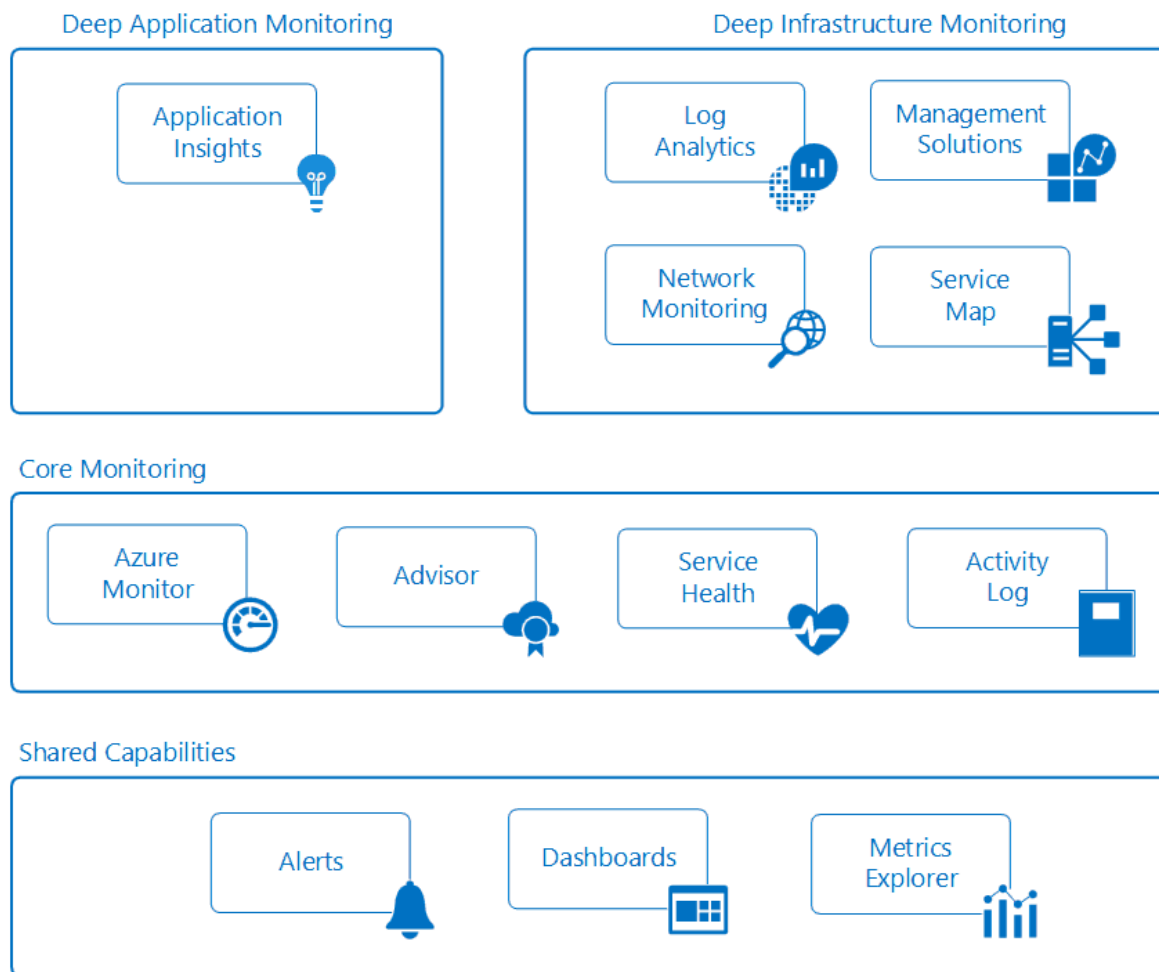 Deep Application Monitoring
Application
Insights
Deep Infrastructure Monitoring
Log
Analytics
Management
Solutions
Network
Monitoring
Service
Map
Core Monitoring
Azure
Monitor
Advisor
Service
Health
Activity
Log
Shared Capabilities
Alerts
Dashboards
Metrics
Explorer